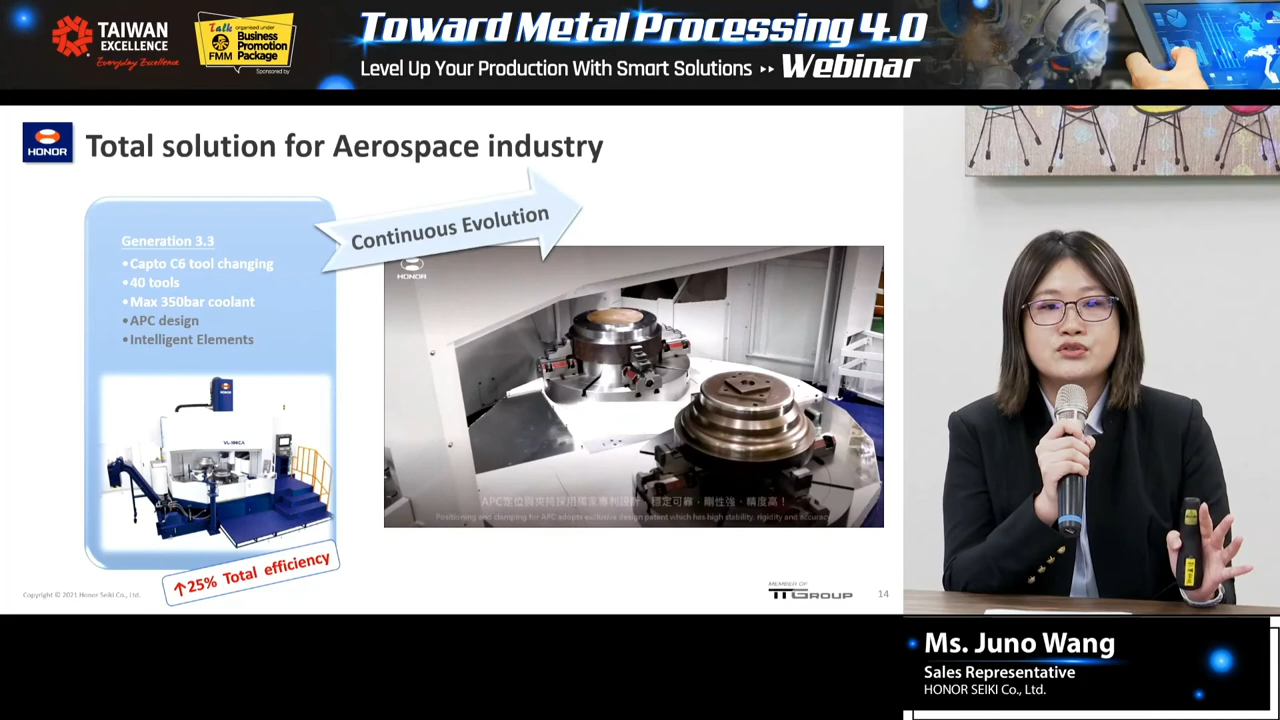 TAIWAN
EXCELLENCE
Everyday Excellence
Talk
FMM
organised under
Business
Promotion
Package
Sponsored by
Toward Metal Processing 4.0
Level Up Your Production With Smart Solutions
Webinar
HONOR
Total solution for Aerospace industry
Continuous Evolution
Generation 3.3
•Capto C6 tool changing
•40 tools
•Max 350bar coolant
•APC design
•Intelligent Elements
HONOR
↑25% Total efficiency
HONOR
APC定位與夾持採用獨家專利設計，穩定可靠，剛性強，精度高！
Positioning and clamping for APC adopts exclusive design patent which has high stability, rigidity and accuracy
Copyright © 2021 Honor Seiki Co., Ltd.
MEMBER OF
TTGROUP
14
Ms. Juno Wang
Sales Representative
HONOR SEIKI Co., Ltd.